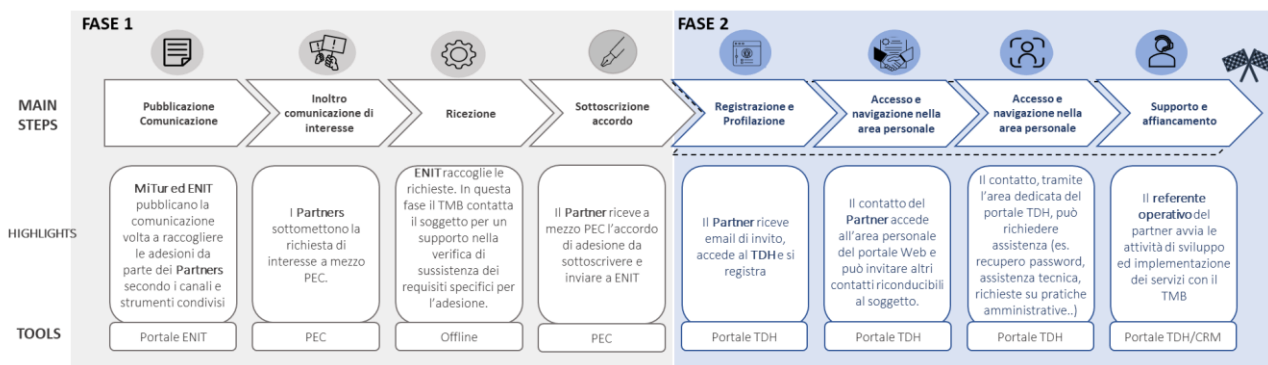 FASE 1
FASE 2
MAIN
STEPS
Pubblicazione
Comunicazione
Inoltro
comunicazione di
interesse
Ricezione
Sottoscrizione
accordo
Registrazione e
Profilazione
Accesso e
navigazione nella
area personale
Accesso e
navigazione nella
area personale
Supporto e
affiancamento
HIGHLIGHTS
MiTur ed ENIT
pubblicano la
comunicazione
volta a raccogliere
le adesioni da
parte dei Partners
secondo i canali e
strumenti condivisi
I Partners
sottomettono la
richiesta di
interesse a mezzo
PEC.
ENIT raccoglie le
richieste. In questa
fase il TMB contatta
il soggetto per un
supporto nella
verifica di
sussistenza dei
requisiti specifici per
l'adesione.
Il Partner riceve a
mezzo PEC l'accordo
di adesione da
sottoscrivere e
inviare a ENIT
Il Partner riceve
email di invito,
accede al TDH e si
registra
Il contatto del
Partner accede
all'area personale
del portale Web e
può invitare altri
contatti riconducibili
al soggetto.
Il contatto, tramite
l'area dedicata del
portale TDH, può
richiedere
assistenza (es.
recupero password,
assistenza tecnica,
richieste su pratiche
amministrative..)
Il referente
operativo del
partner avvia le
attività di sviluppo
ed implementazione
dei servizi con il
TMB
TOOLS
Portale ENIT
PEC
Offline
PEC
Portale TDH
Portale TDH
Portale TDH
Portale TDH/CRM